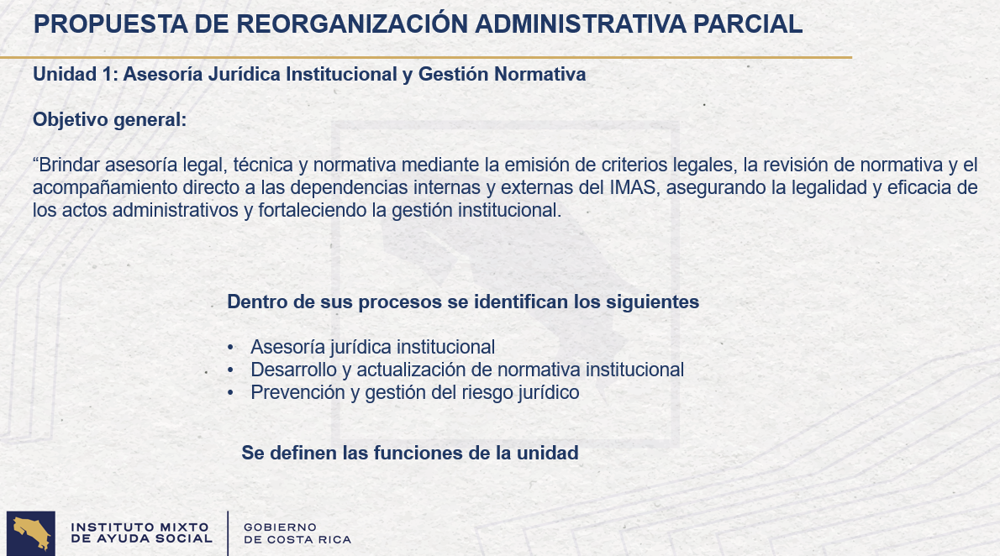 PROPUESTA DE REORGANIZACIÓN ADMINISTRATIVA PARCIAL
Unidad 1: Asesoría Jurídica Institucional y Gestión Normativa
Objetivo general:
“Brindar asesoría legal, técnica y normativa mediante la emisión de criterios legales, la revisión de normativa y el
acompañamiento directo a las dependencias internas y externas del IMAS, asegurando la legalidad y eficacia de
los actos administrativos y fortaleciendo la gestión institucional.
Dentro de sus procesos se identifican los siguientes
• Asesoría jurídica institucional
• Desarrollo y actualización de normativa institucional
• Prevención y gestión del riesgo jurídico
Se definen las funciones de la unidad
INSTITUTO MIXTO
DE AYUDA SOCIAL
GOBIERNO
DE COSTA RICA